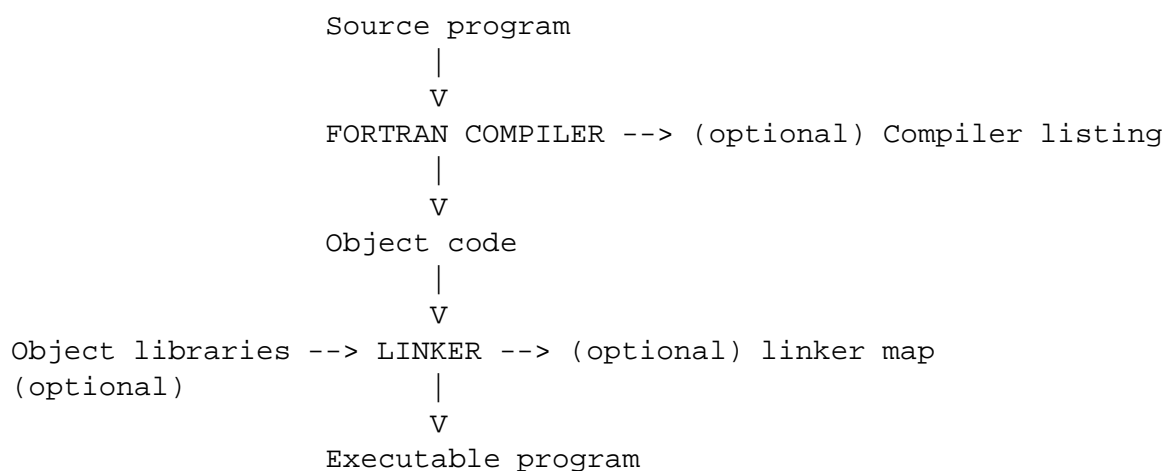 Source program
|
V
FORTRAN COMPILER --> (optional) Compiler listing
|
V
Object code
|
V
Object libraries --> LINKER --> (optional) linker map
(optional) |
V
Executable program